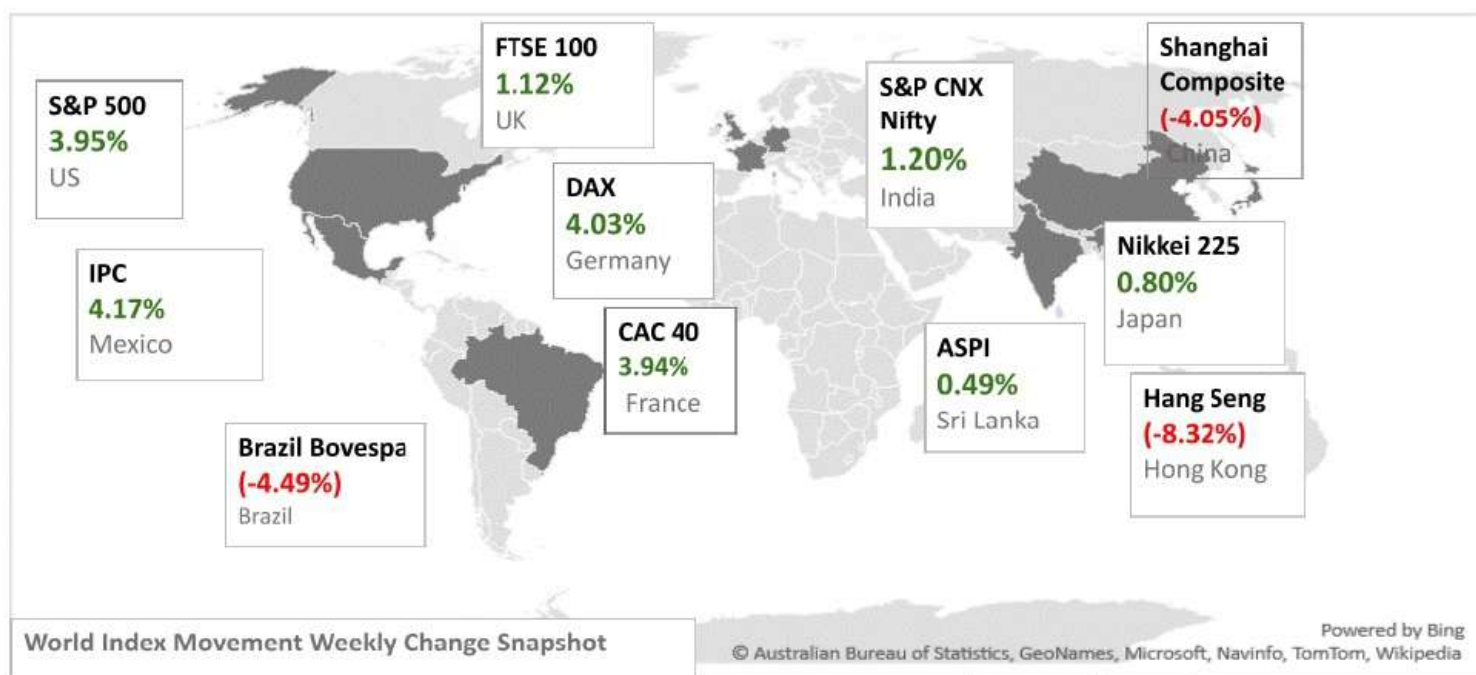 S&P 500
3.95%
US
FTSE 100
1.12%
UK
S&P CNX
Nifty
1.20%
India
Shanghai
Composite
(-4.05%)
China
IPC
4.17%
Mexico
DAX
4.03%
Germany
Nikkei 225
0.80%
Japan
CAC 40
3.94%
France
ASPI
0.49%
Sri Lanka
Hang Seng
(-8.32%)
Hong Kong
Brazil Bovespa
(-4.49%)
Brazil
World Index Movement Weekly Change Snapshot
Powered by Bing
© Australian Bureau of Statistics, GeoNames, Microsoft, Navinfo, TomTom, Wikipedia